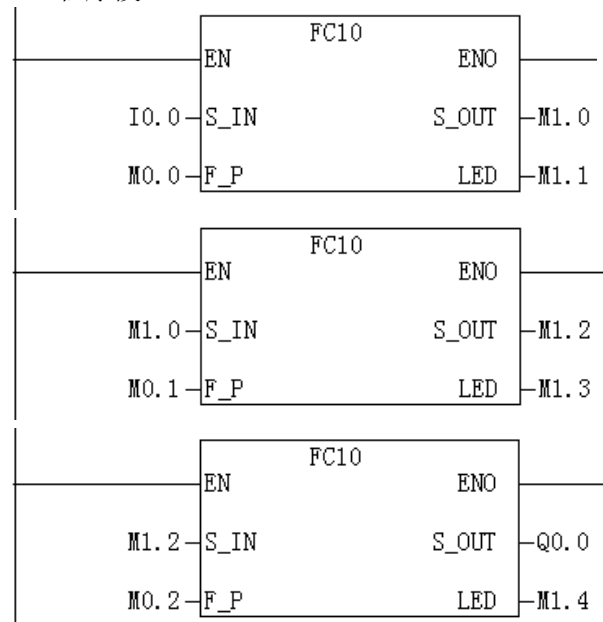 FC10
EN ENO
I0.0 S_IN S_OUT M1.0
M0.0 F_P LED M1.1
FC10
EN ENO
M1.0 S_IN S_OUT M1.2
M0.1 F_P LED M1.3
FC10
EN ENO
M1.2 S_IN S_OUT Q0.0
M0.2 F_P LED M1.4